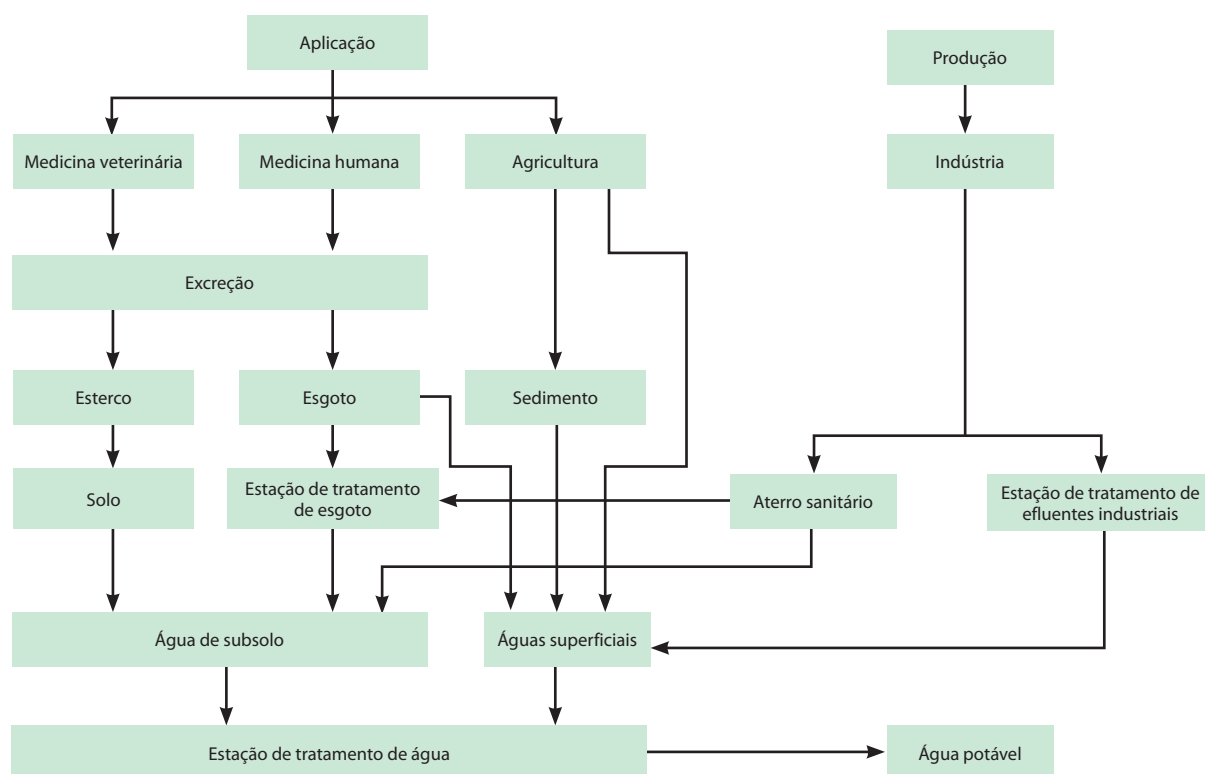 Aplicação
Produção
Medicina veterinária
Medicina humana
Agricultura
Indústria
Excreção
Esterco
Esgoto
Sedimento
Solo
Estação de tratamento
de esgoto
Aterro sanitário
Estação de tratamento de
efluentes industriais
Água de subsolo
Águas superficiais
Estação de tratamento de água
Água potável